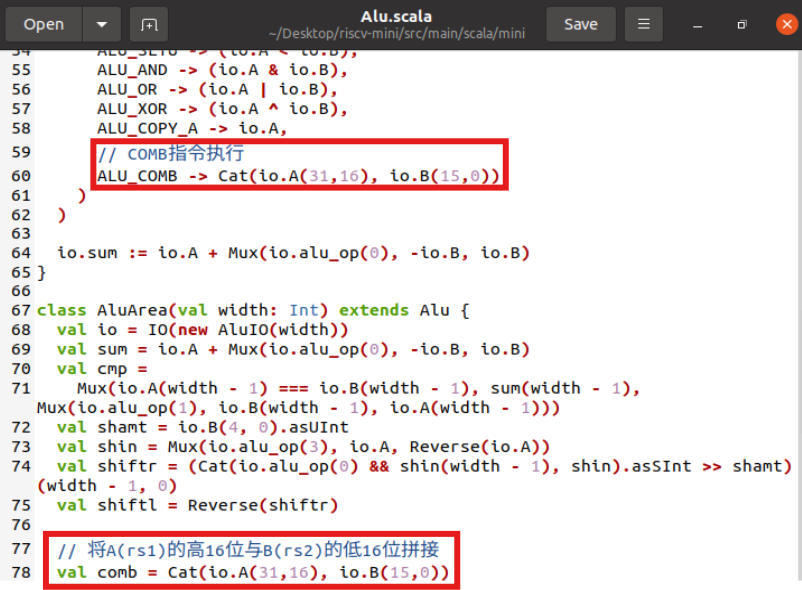 Open
Alu.scala
~/Desktop/riscv-mini/src/main/scala/mini
Save
54 ALU_SLTU -> (io.A < io.B),
55 ALU_AND -> (io.A & io.B),
56 ALU_OR -> (io.A | io.B),
57 ALU_XOR -> (io.A ^ io.B),
58 ALU_COPY_A -> io.A,
59 // COMB指令执行
60 ALU_COMB -> Cat(io.A(31,16), io.B(15,0))
61 )
62 )
63
64 io.sum := io.A + Mux(io.alu_op(0), -io.B, io.B)
65 }
66
67 class AluArea(val width: Int) extends Alu {
68 val io = IO(new AluIO(width))
69 val sum = io.A + Mux(io.alu_op(0), -io.B, io.B)
70 val cmp =
71 Mux(io.A(width - 1) === io.B(width - 1), sum(width - 1),
Mux(io.alu_op(1), io.B(width - 1), io.A(width - 1)))
72 val shamt = io.B(4, 0).asUInt
73 val shin = Mux(io.alu_op(3), io.A, Reverse(io.A))
74 val shiftr = (Cat(io.alu_op(0) && shin(width - 1), shin).asSInt >> shamt)
(width - 1, 0)
75 val shiftl = Reverse(shiftr)
76
77 // 将A(rs1)的高16位与B(rs2)的低16位拼接
78 val comb = Cat(io.A(31,16), io.B(15,0))